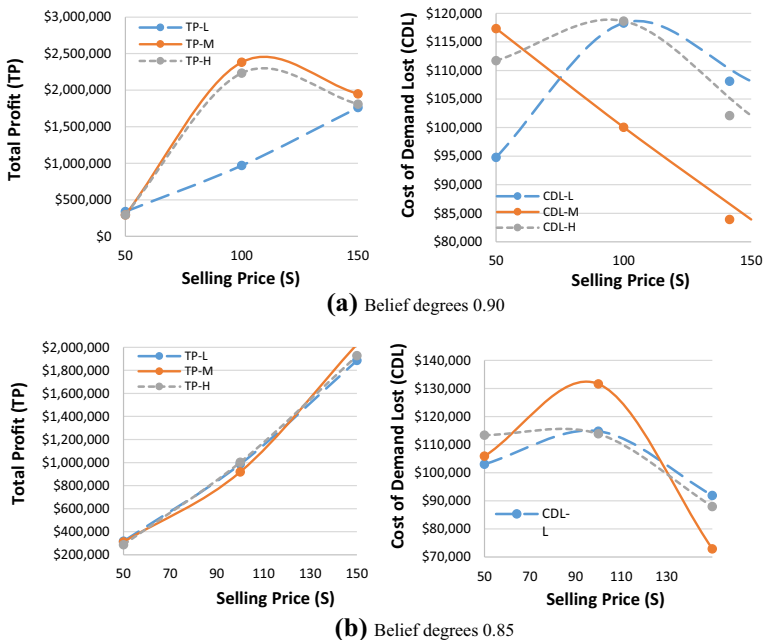 Total Profit (TP)
$3,000,000
$2,500,000
$2,000,000
$1,500,000
$1,000,000
$500,000
$0
TP-L
TP-M
TP-H
50
100
150
Selling Price (S)
Cost of Demand Lost (CDL)
$120,000
$115,000
$110,000
$105,000
$100,000
$95,000
$90,000
$85,000
$80,000
CDL-L
CDL-M
CDL-H
50
100
150
Selling Price (S)
(a) Belief degrees 0.90
Total Profit (TP)
$2,000,000
$1,800,000
$1,600,000
$1,400,000
$1,200,000
$1,000,000
$800,000
$600,000
$400,000
$200,000
TP-L
TP-M
TP-H
50
70
90
110
130
150
Selling Price (S)
Cost of Demand Lost (CDL)
$140,000
$130,000
$120,000
$110,000
$100,000
$90,000
$80,000
$70,000
CDL-
L
50
70
90
110
130
Selling Price (S)
(b) Belief degrees 0.85